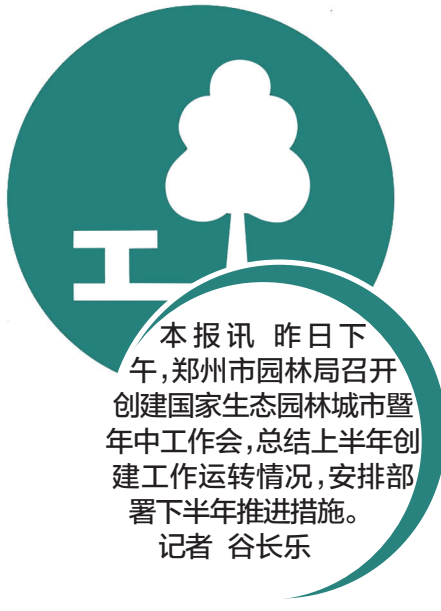 本报讯 昨日下
午,郑州市园林局召开
创建国家生态园林城市暨
年中工作会,总结上半年创
建工作运转情况,安排部
署下半年推进措施。
记者 谷长乐